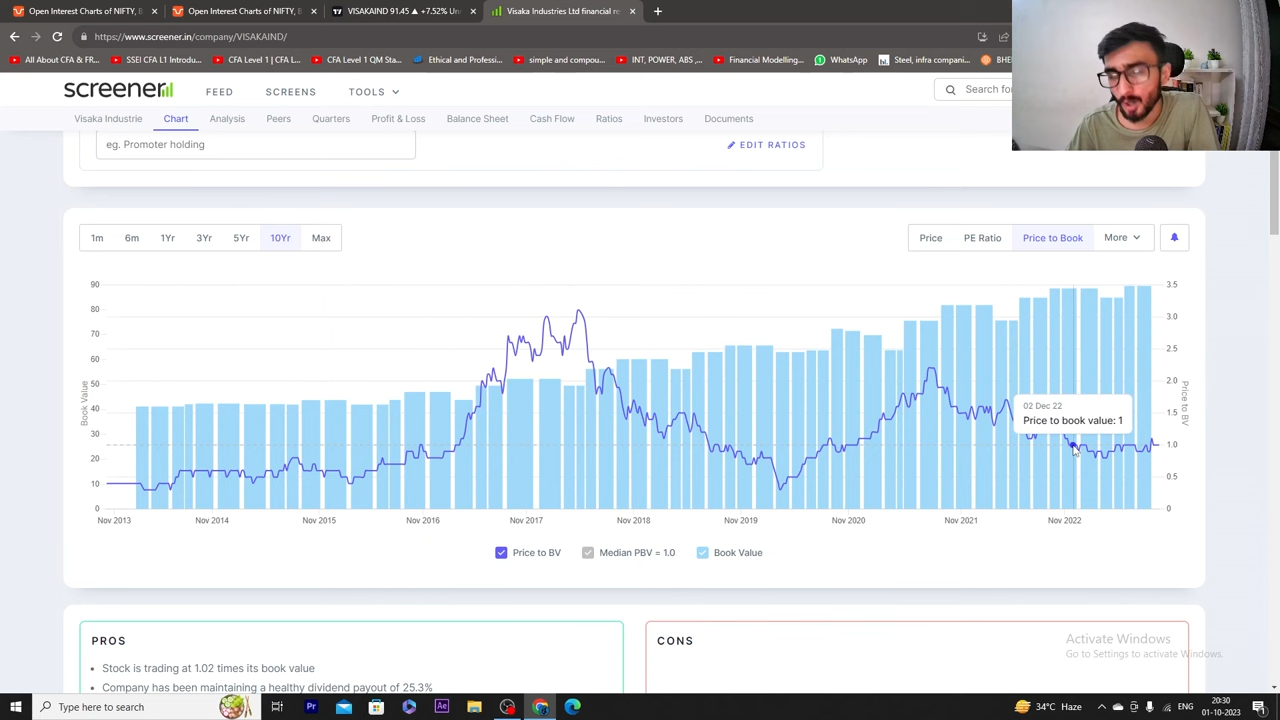 Open Interest Charts of NIFTY, B
Open Interest Charts of NIFTY, B
VISAKAIND 91.45 ▲ +7.52% Un
Visaka Industries Ltd financial re
https://www.screener.in/company/VISAKAIND/
All About CFA & FR...
SSEI CFA L1 Introdu...
CFA Level 1 | CFA L...
CFA Level 1 QM Sta...
Ethical and Professi...
simple and compou...
INT, POWER, ABS ,...
Financial Modelling...
WhatsApp
Steel, infra compani...
BHE
screener
FEED
SCREENS
TOOLS
Search for
Visaka Industrie
Chart
Analysis
Peers
Quarters
Profit & Loss
Balance Sheet
Cash Flow
Ratios
Investors
Documents
eg. Promoter holding
EDIT RATIOS
1m 6m 1Yr 3Yr 5Yr 10Yr Max
Price PE Ratio Price to Book More
90
80
70
60
50
40
30
20
10
0
Book Value
3.5
3.0
2.5
2.0
1.5
1.0
0.5
0
Price to BV
02 Dec 22
Price to book value: 1
Nov 2013 Nov 2014 Nov 2015 Nov 2016 Nov 2017 Nov 2018 Nov 2019 Nov 2020 Nov 2021 Nov 2022
Price to BV Median PBV = 1.0 Book Value
PROS
• Stock is trading at 1.02 times its book value
• Company has been maintaining a healthy dividend payout of 25.3%
CONS
Activate Windows
Go to Settings to activate Windows.
Type here to search
Pr
Ae
34°C Haze
20:30
01-10-2023